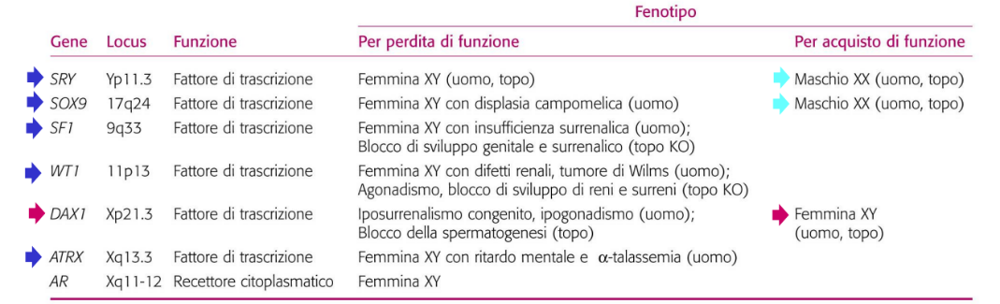 Fenotipo
Gene Locus Funzione Per perdita di funzione Per acquisto di funzione
SRY Yp11.3 Fattore di trascrizione Femmina XY (uomo, topo) Maschio XX (uomo, topo)
SOX9 17q24 Fattore di trascrizione Femmina XY con displasia campomelica (uomo) Maschio XX (uomo, topo)
SF1 9q33 Fattore di trascrizione Femmina XY con insufficienza surrenalica (uomo);
Blocco di sviluppo genitale e surrenalico (topo KO)
WT1 11p13 Fattore di trascrizione Femmina XY con difetti renali, tumore di Wilms (uomo);
Agonadismo, blocco di sviluppo di reni e surreni (topo KO)
DAX1 Xp21.3 Fattore di trascrizione Iposurrenalismo congenito, ipogonadismo (uomo); Femmina XY
Blocco della spermatogenesi (topo) (uomo, topo)
ATRX Xq13.3 Fattore di trascrizione Femmina XY con ritardo mentale e α-talassemia (uomo)
AR Xq11-12 Recettore citoplasmatico Femmina XY